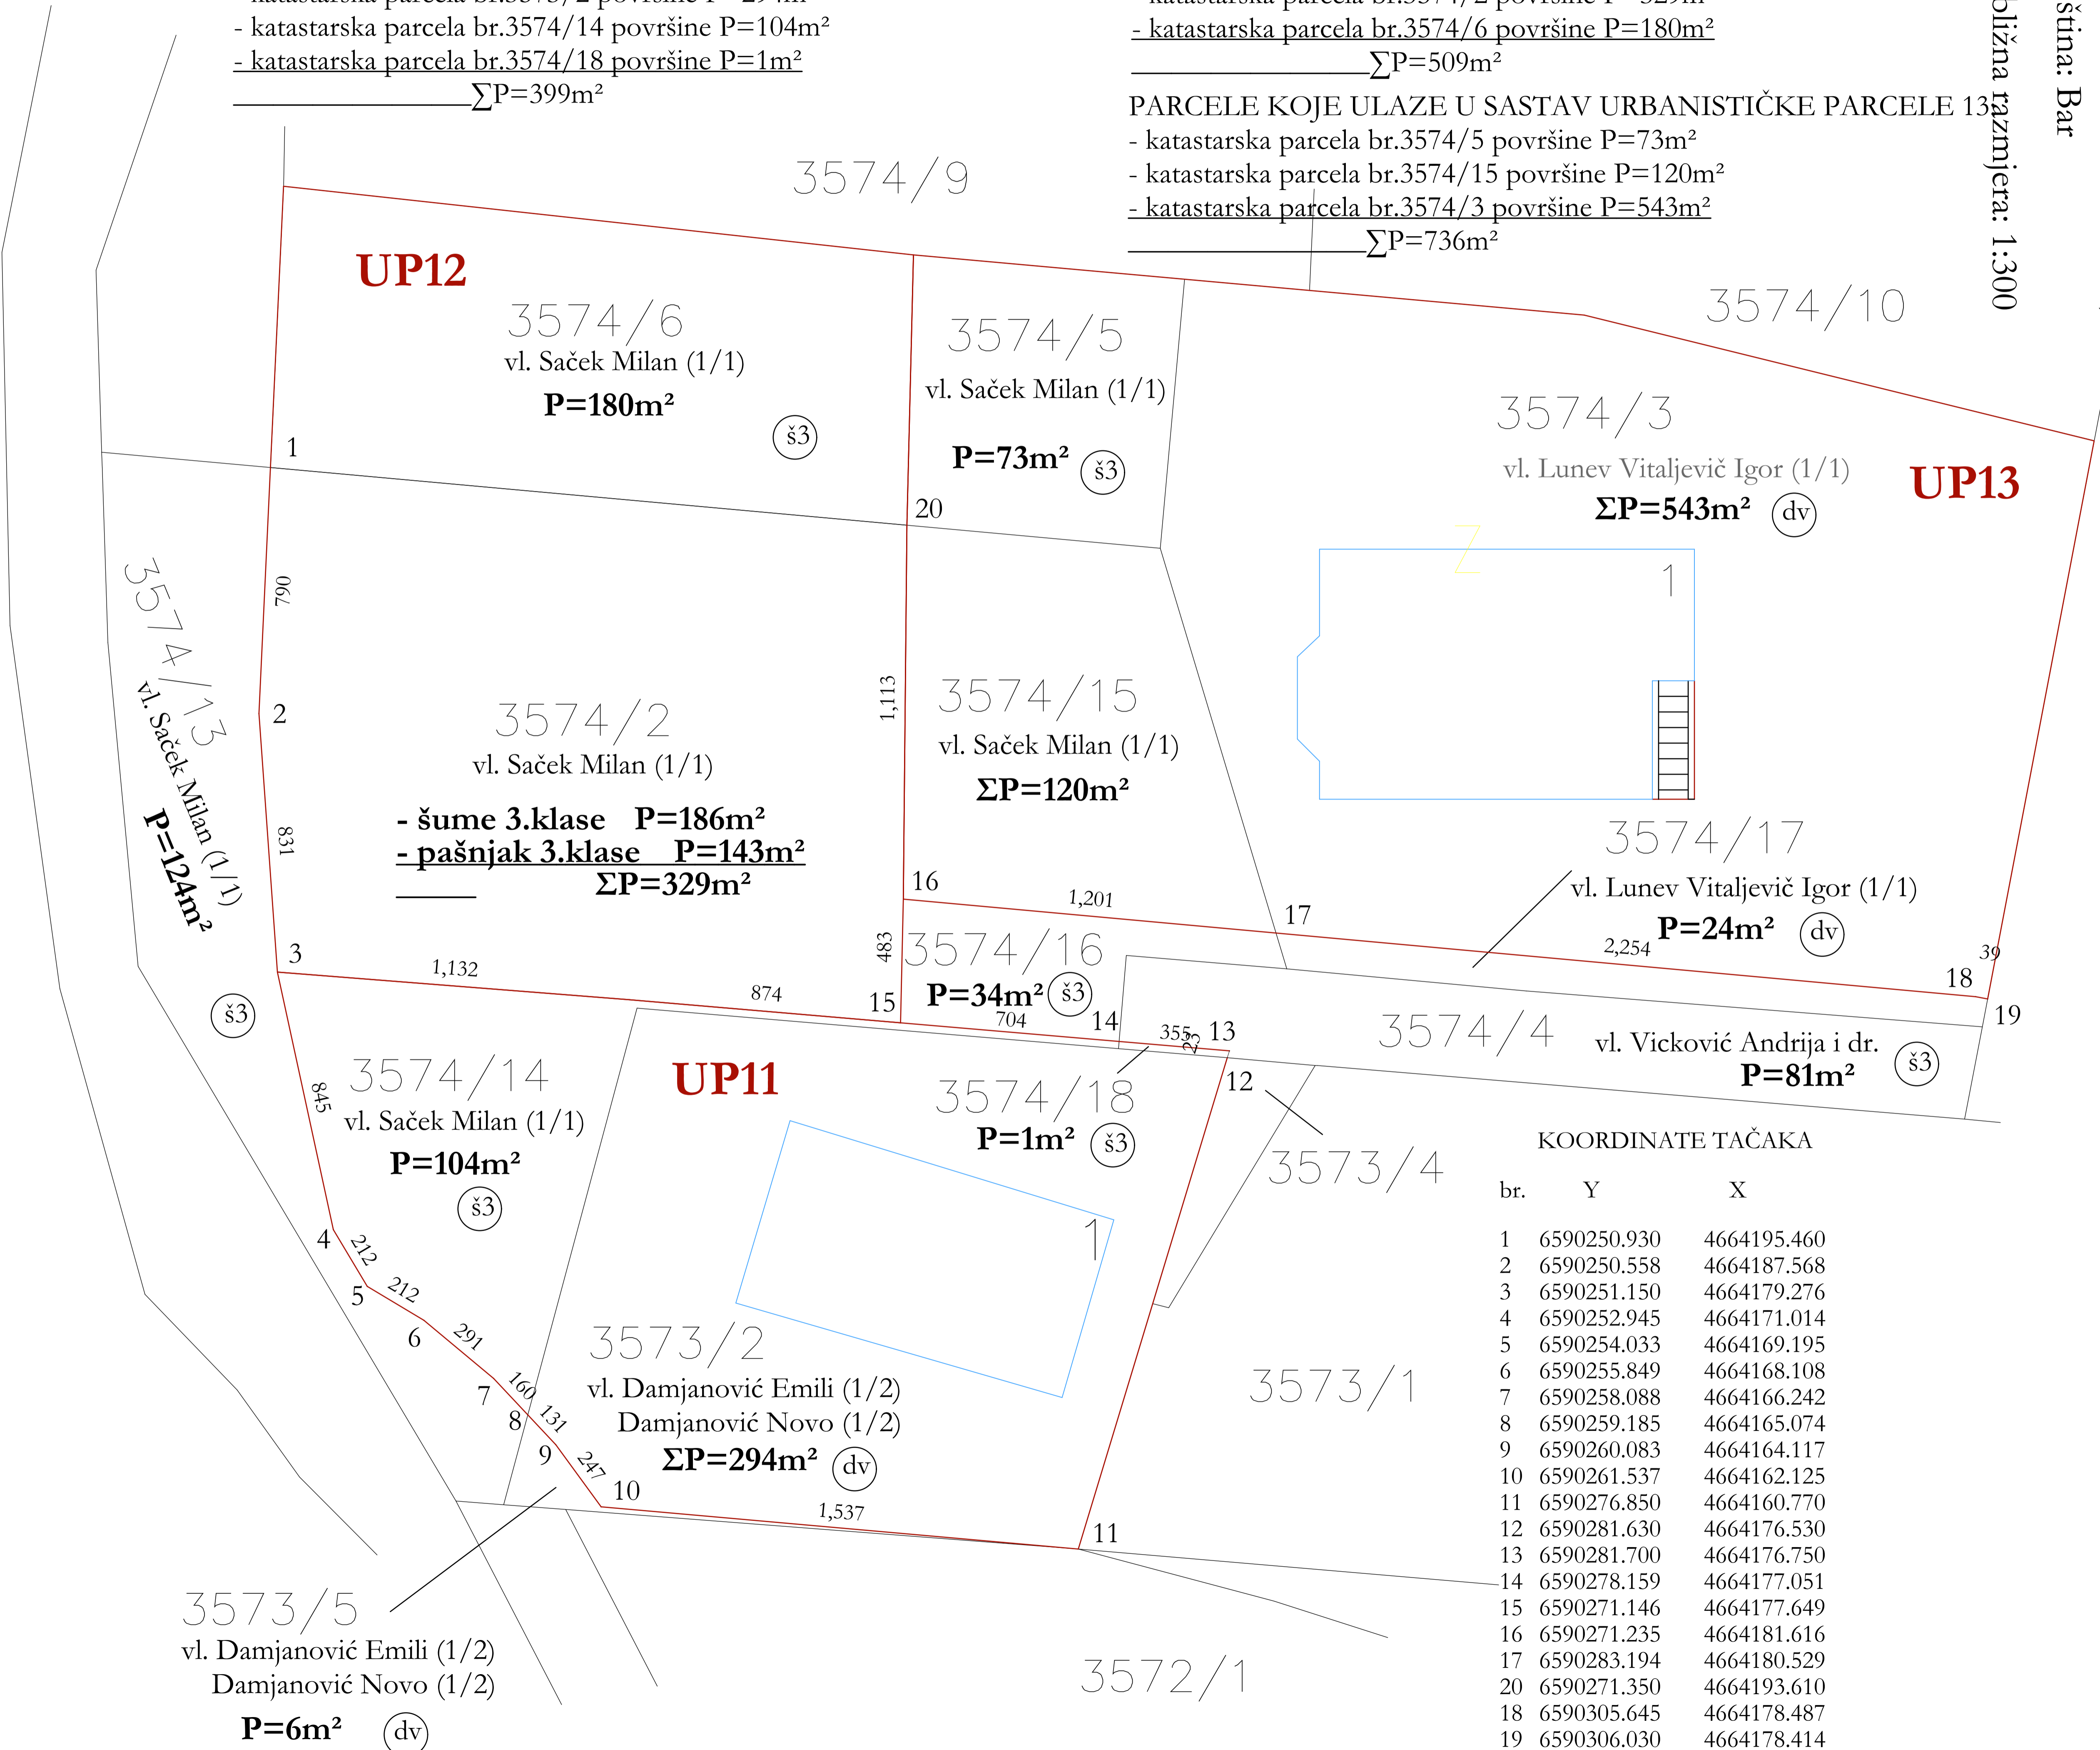 - katastarska parcela br.3573/2 površine P=294m²
- katastarska parcela br.3574/14 površine P=104m²
- katastarska parcela br.3574/18 površine P=1m²
∑P=399m²
- katastarska parcela br.3574/2 površine P=329m²
- katastarska parcela br.3574/6 površine P=180m²
∑P=509m²
PARCELE KOJE ULAZE U SASTAV URBANISTIČKE PARCELE 13
- katastarska parcela br.3574/5 površine P=73m²
- katastarska parcela br.3574/15 površine P=120m²
- katastarska parcela br.3574/3 površine P=543m²
∑P=736m²
Bar
razmjera: 1:300
3574/9
3574/10
UP12
3574/6
vl. Saček Milan (1/1)
P=180m²
š3
3574/5
vl. Saček Milan (1/1)
P=73m²
š3
3574/3
vl. Lunev Vitaljevič Igor (1/1)
ΣP=543m²
dv
UP13
1
20
Z
1
790
3574/13
vl. Saček Milan (1/1)
P=124m²
š3
2
831
3574/2
vl. Saček Milan (1/1)
- šume 3.klase P=186m²
- pašnjak 3.klase P=143m²
ΣP=329m²
1,113
3574/15
vl. Saček Milan (1/1)
ΣP=120m²
3574/17
vl. Lunev Vitaljevič Igor (1/1)
P=24m²
dv
16
1,201
17
2,254
39
18
19
3
1,132
874
483
15
3574/16
P=34m²
š3
704
14
355
23
13
12
3574/4
vl. Vicković Andrija i dr.
P=81m²
š3
845
3574/14
vl. Saček Milan (1/1)
P=104m²
š3
UP11
3574/18
P=1m²
š3
3573/4
1
4
212
5
212
6
291
7
160
8
131
9
247
10
3573/2
vl. Damjanović Emili (1/2)
Damjanović Novo (1/2)
ΣP=294m²
dv
1,537
11
3573/1
3573/5
vl. Damjanović Emili (1/2)
Damjanović Novo (1/2)
P=6m²
dv
3572/1
KOORDINATE TAČAKA
br. Y X
1 6590250.930 4664195.460
2 6590250.558 4664187.568
3 6590251.150 4664179.276
4 6590252.945 4664171.014
5 6590254.033 4664169.195
6 6590255.849 4664168.108
7 6590258.088 4664166.242
8 6590259.185 4664165.074
9 6590260.083 4664164.117
10 6590261.537 4664162.125
11 6590276.850 4664160.770
12 6590281.630 4664176.530
13 6590281.700 4664176.750
14 6590278.159 4664177.051
15 6590271.146 4664177.649
16 6590271.235 4664181.616
17 6590283.194 4664180.529
20 6590271.350 4664193.610
18 6590305.645 4664178.487
19 6590306.030 4664178.414